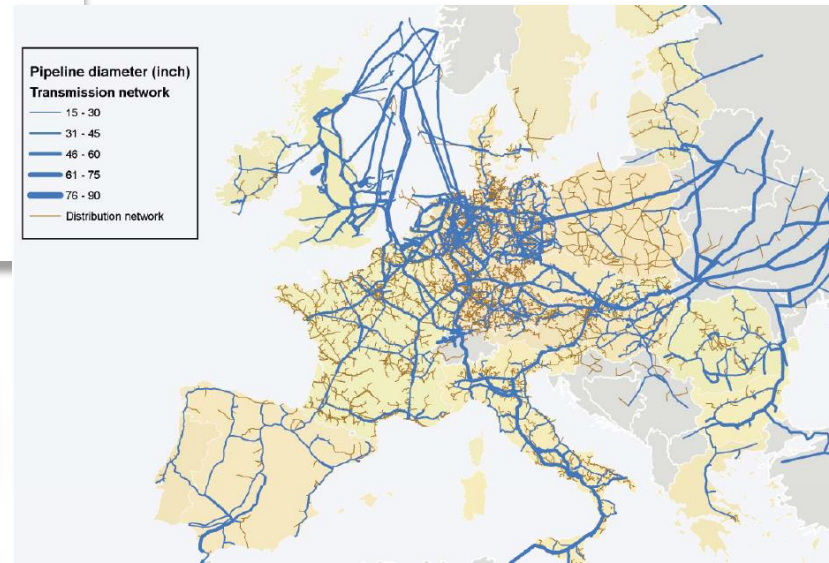 Pipeline diameter (inch)
Transmission network
15 - 30
31 - 45
46 - 60
61 - 75
76 - 90
Distribution network